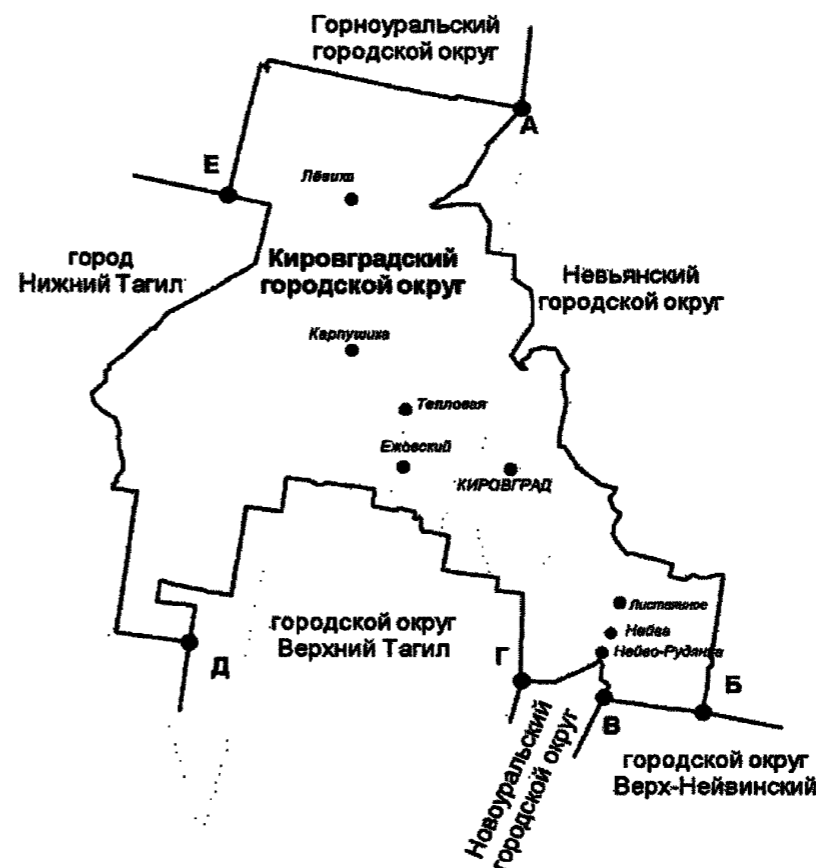 Горноуральский
городской округ
А
Е
Лёвиха
город
Нижний Тагил
Кировградский
городской округ
Невьянский
городской округ
Карпушиха
Тепловая
Ежовский
КИРОВГРАД
Листвянное
Нейва
Нейво-Рудянка
городской округ
Верхний Тагил
Д
Г
В
Б
Новоуральский
городской округ
городской округ
Верх-Нейвинский